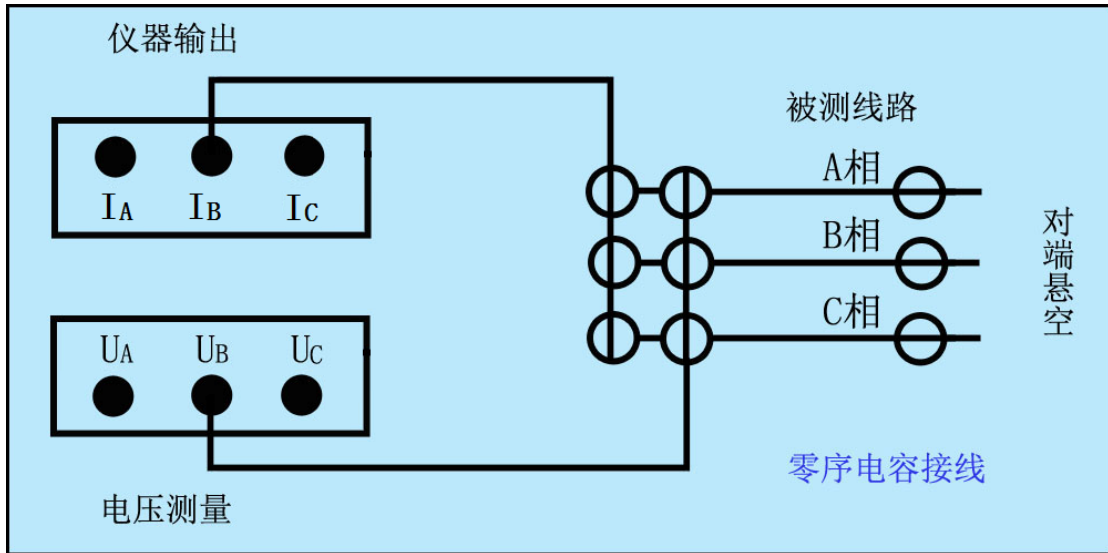 仪器输出
被测线路
IA IB IC
A相
B相
C相
对端悬空
UA UB UC
零序电容接线
电压测量